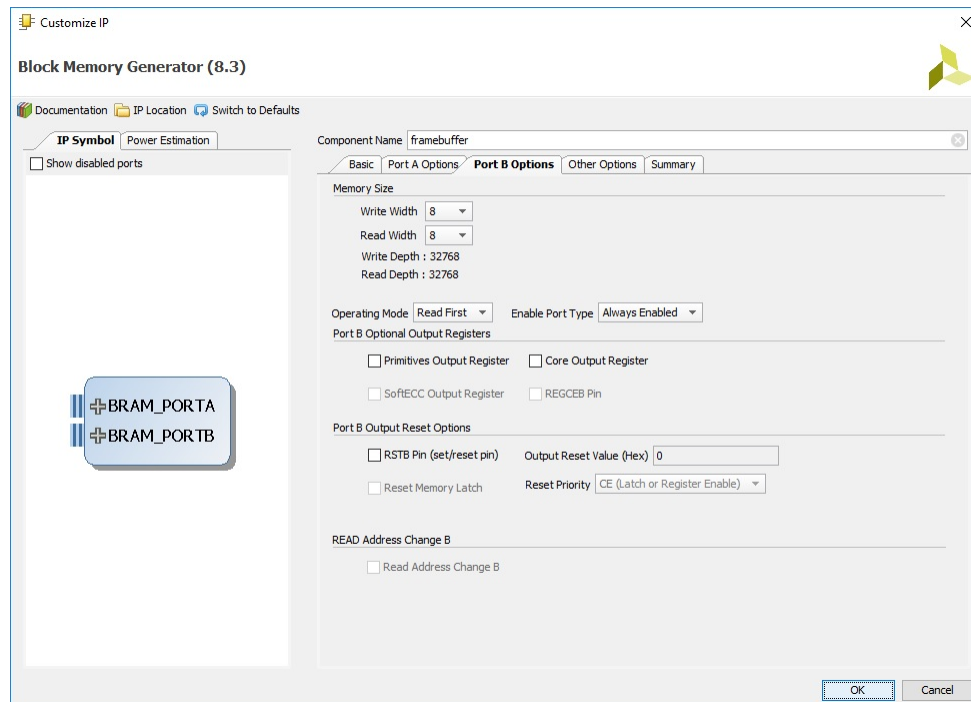 Customize IP
Block Memory Generator (8.3)
Documentation IP Location Switch to Defaults
IP Symbol Power Estimation
Show disabled ports
BRAM_PORTA
BRAM_PORTB
Component Name framebuffer
Basic Port A Options Port B Options Other Options Summary
Memory Size
Write Width 8
Read Width 8
Write Depth : 32768
Read Depth : 32768
Operating Mode Read First Enable Port Type Always Enabled
Port B Optional Output Registers
Primitives Output Register Core Output Register
SoftECC Output Register REGCEB Pin
Port B Output Reset Options
RSTB Pin (set/reset pin) Output Reset Value (Hex) 0
Reset Memory Latch Reset Priority CE (Latch or Register Enable)
READ Address Change B
Read Address Change B
OK Cancel